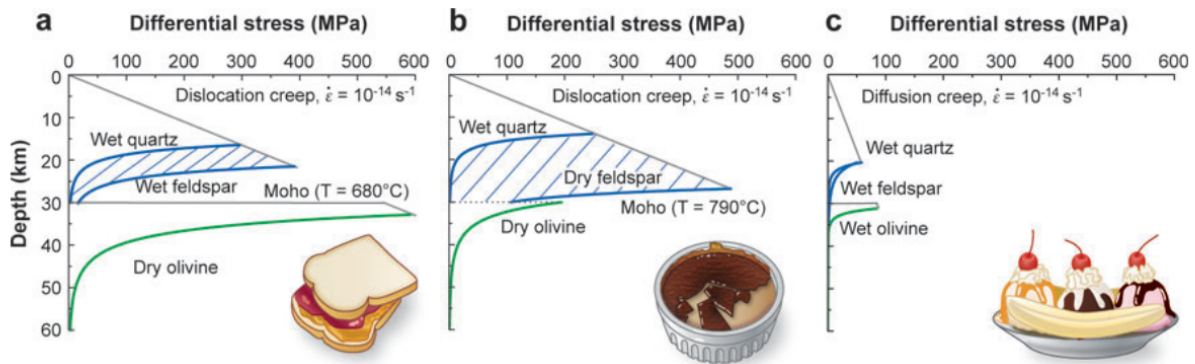 a Differential stress (MPa)
0 100 200 300 400 500 600
Dislocation creep, ε̇ = 10⁻¹⁴ s⁻¹
Depth (km)
0
10
20
30
40
50
60
Wet quartz
Wet feldspar
Moho (T = 680°C)
Dry olivine
b Differential stress (MPa)
0 100 200 300 400 500 600
Dislocation creep, ε̇ = 10⁻¹⁴ s⁻¹
Wet quartz
Dry feldspar
Moho (T = 790°C)
Dry olivine
c Differential stress (MPa)
0 100 200 300 400 500 600
Diffusion creep, ε̇ = 10⁻¹⁴ s⁻¹
Wet quartz
Wet feldspar
Wet olivine